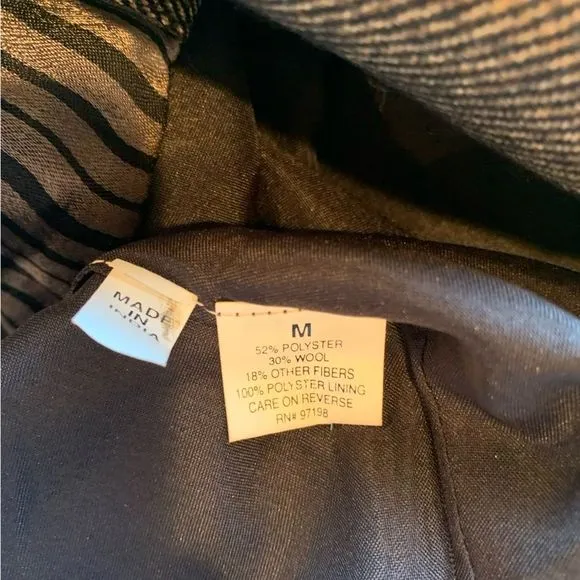 MADE
IN
INDIA
M
52% POLYSTER
30% WOOL
18% OTHER FIBERS
100% POLYSTER LINING
CARE ON REVERSE
RN# 97198